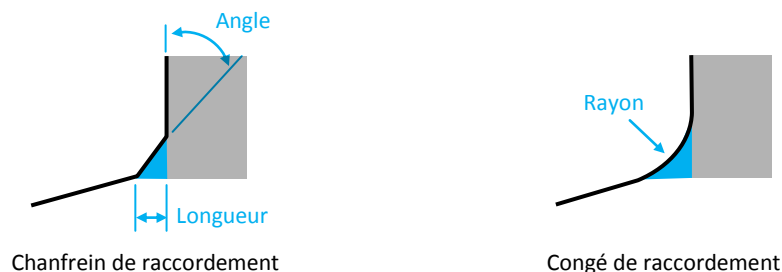 Angle
Longueur
Chanfrein de raccordement
Rayon
Congé de raccordement